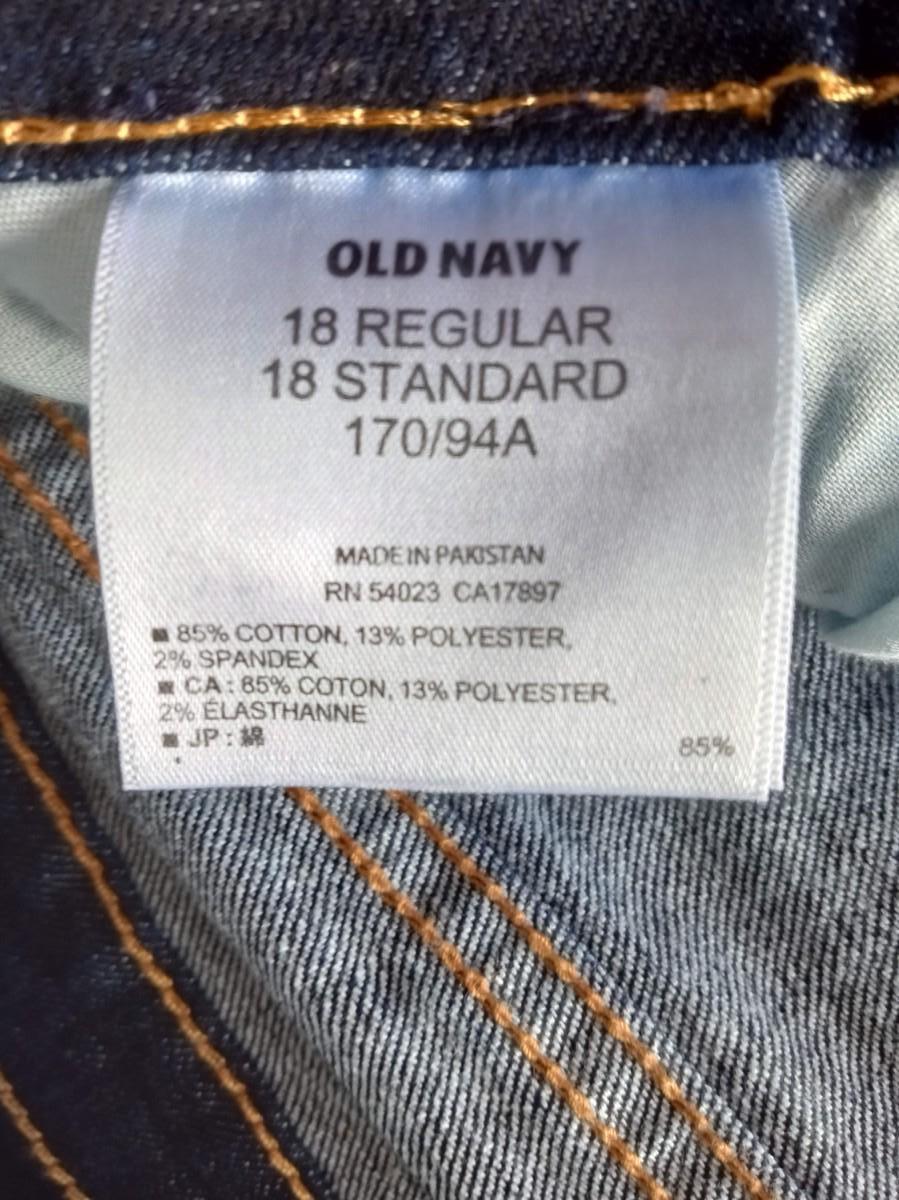 OLD NAVY
18 REGULAR
18 STANDARD
170/94A
MADE IN PAKISTAN
RN 54023 CA17897
■ 85% COTTON, 13% POLYESTER,
2% SPANDEX
■ CA : 85% COTON, 13% POLYESTER,
2% ÉLASTHANNE
■ JP : 綿 85%